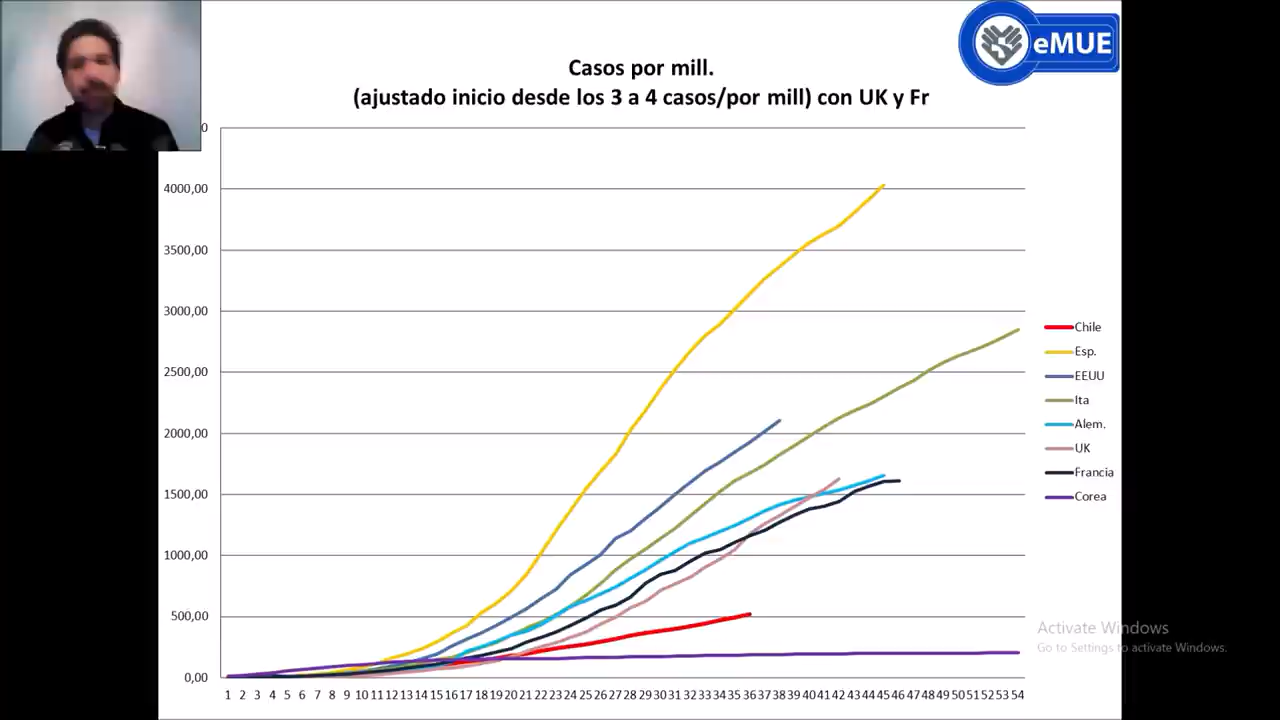 eMUE
Casos por mill.
(ajustado inicio desde los 3 a 4 casos/por mill) con UK y Fr
0
4000,00
3500,00
3000,00
2500,00
2000,00
1500,00
1000,00
500,00
0,00
1 2 3 4 5 6 7 8 9 10 11 12 13 14 15 16 17 18 19 20 21 22 23 24 25 26 27 28 29 30 31 32 33 34 35 36 37 38 39 40 41 42 43 44 45 46 47 48 49 50 51 52 53 54
Chile
Esp.
EEUU
Ita
Alem.
UK
Francia
Corea
Activate Windows
Go to Settings to activate Windows.